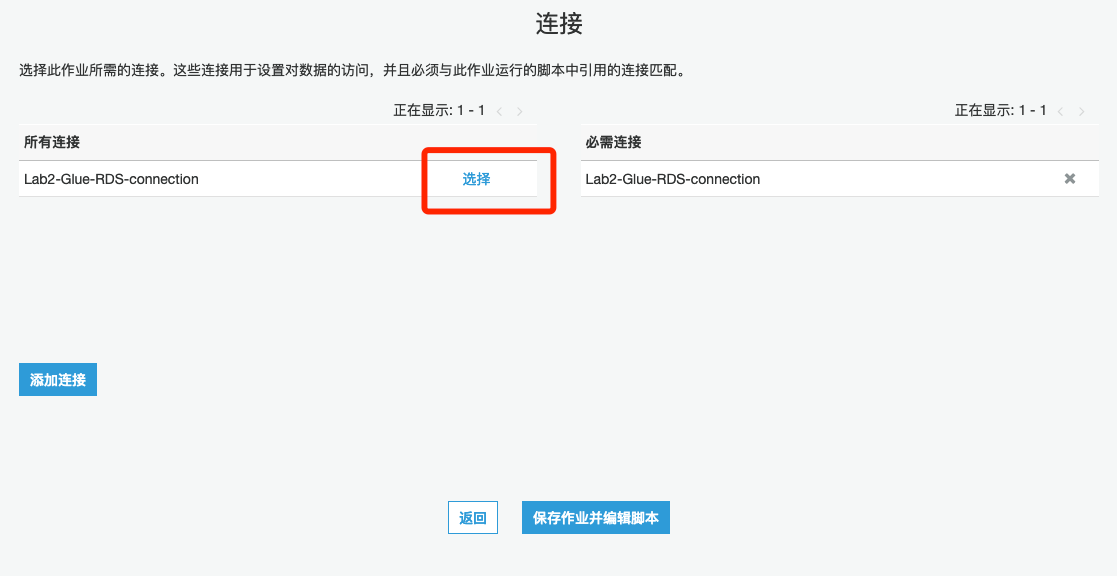 连接
选择此作业所需的连接。这些连接用于设置对数据的访问，并且必须与此作业运行的脚本中引用的连接匹配。
正在显示: 1 - 1 < >
所有连接
Lab2-Glue-RDS-connection 选择
正在显示: 1 - 1 < >
必需连接
Lab2-Glue-RDS-connection ✖
添加连接
返回 保存作业并编辑脚本